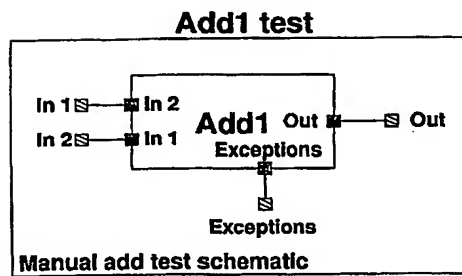 Add1 test
In 1 In 2
In 2 In 1
Add1 Out Out
Exceptions
Exceptions
Manual add test schematic